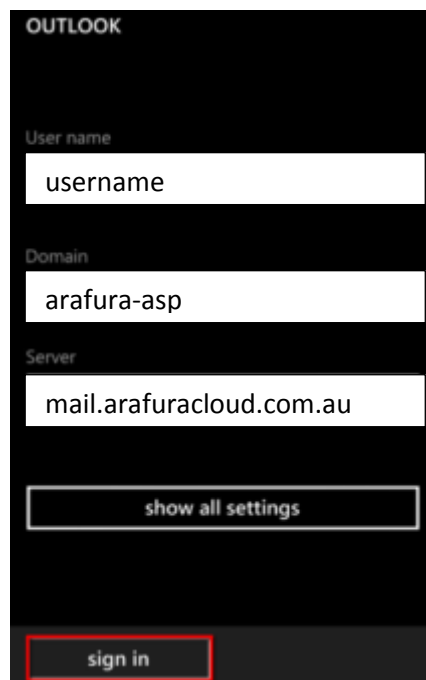 OUTLOOK
User name
username
Domain
arafura-asp
Server
mail.arafuracloud.com.au
show all settings
sign in